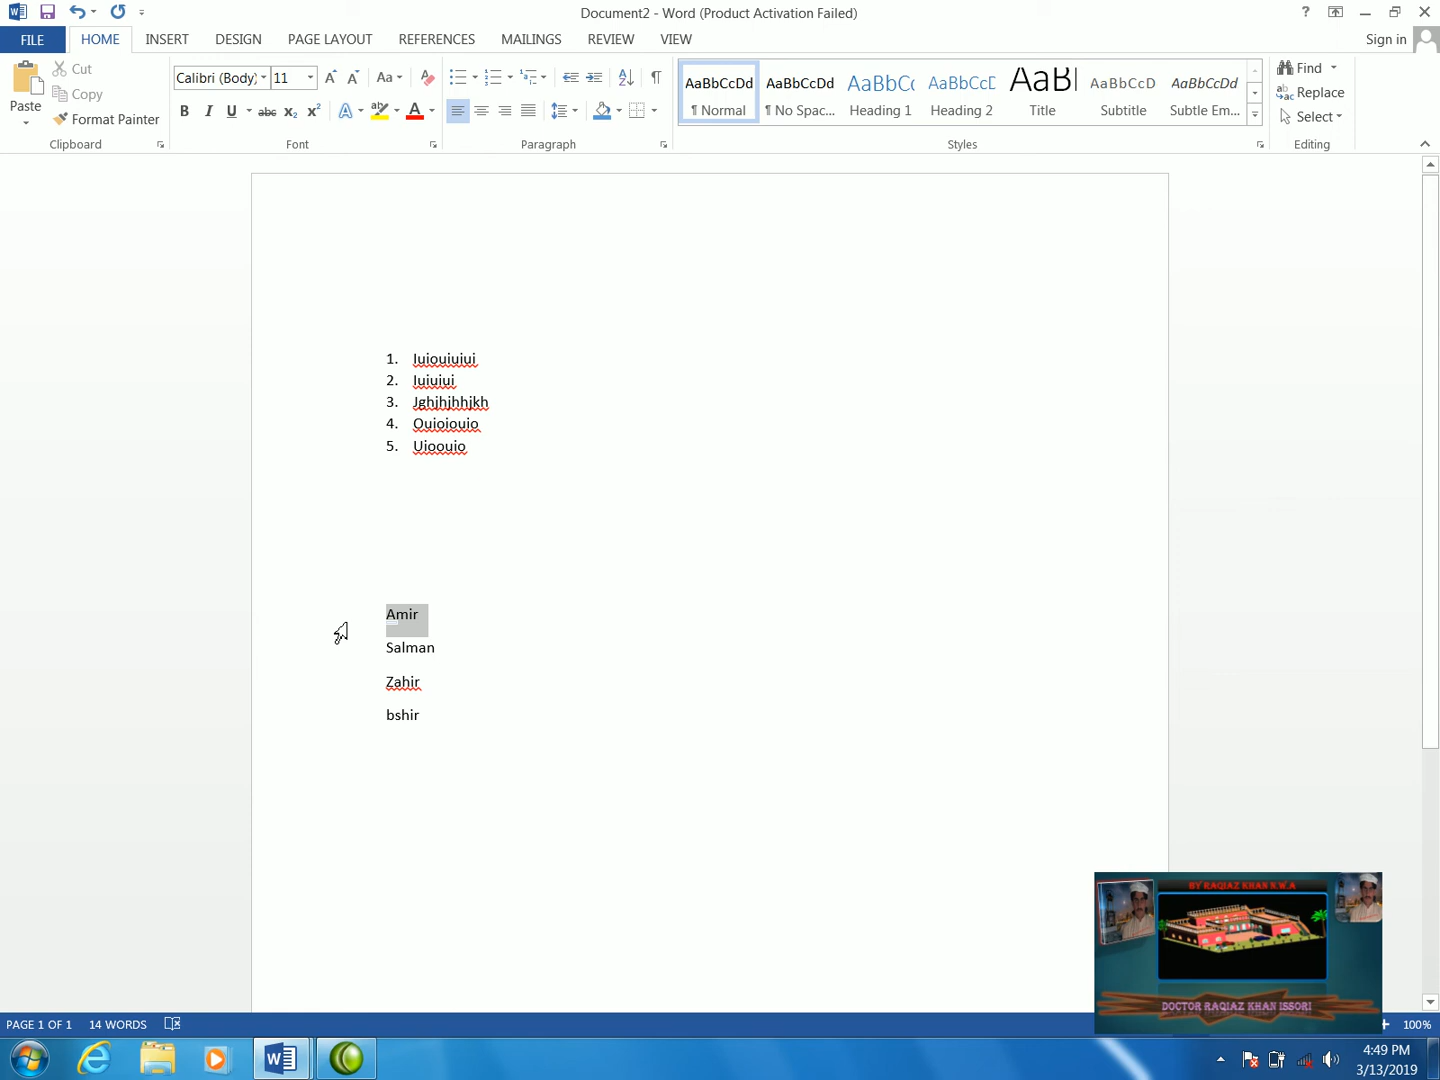 Document2 - Word (Product Activation Failed)
FILE HOME INSERT DESIGN PAGE LAYOUT REFERENCES MAILINGS REVIEW VIEW Sign in
Paste
Cut
Copy
Format Painter
Clipboard
Calibri (Body) 11
Font
Paragraph
AaBbCcDd AaBbCcDd AaBbCc AaBbCcD AaBl AaBbCcD AaBbCcDd
¶ Normal ¶ No Spac... Heading 1 Heading 2 Title Subtitle Subtle Em...
Styles
Find
Replace
Select
Editing
1. Iuiouiuiui
2. Iuiuiui
3. Jghjhjhhjkh
4. Ouioiouio
5. Uioouio
Amir
Salman
Zahir
bshir
BY RAQIAZ KHAN N.W.A
DOCTOR RAQIAZ KHAN ISSORI
PAGE 1 OF 1 14 WORDS 100%
4:49 PM
3/13/2019